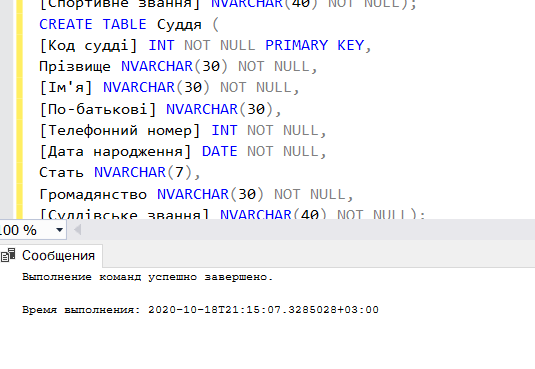 [Спортивне звання] NVARCHAR(40) NOT NULL);
CREATE TABLE Суддя (
[Код судді] INT NOT NULL PRIMARY KEY,
Прізвище NVARCHAR(30) NOT NULL,
[Ім'я] NVARCHAR(30) NOT NULL,
[По-батькові] NVARCHAR(30),
[Телефонний номер] INT NOT NULL,
[Дата народження] DATE NOT NULL,
Стать NVARCHAR(7),
Громадянство NVARCHAR(30) NOT NULL,
[Суддівське звання] NVARCHAR(40) NOT NULL);
100 %
Сообщения
Выполнение команд успешно завершено.
Время выполнения: 2020-10-18T21:15:07.3285028+03:00